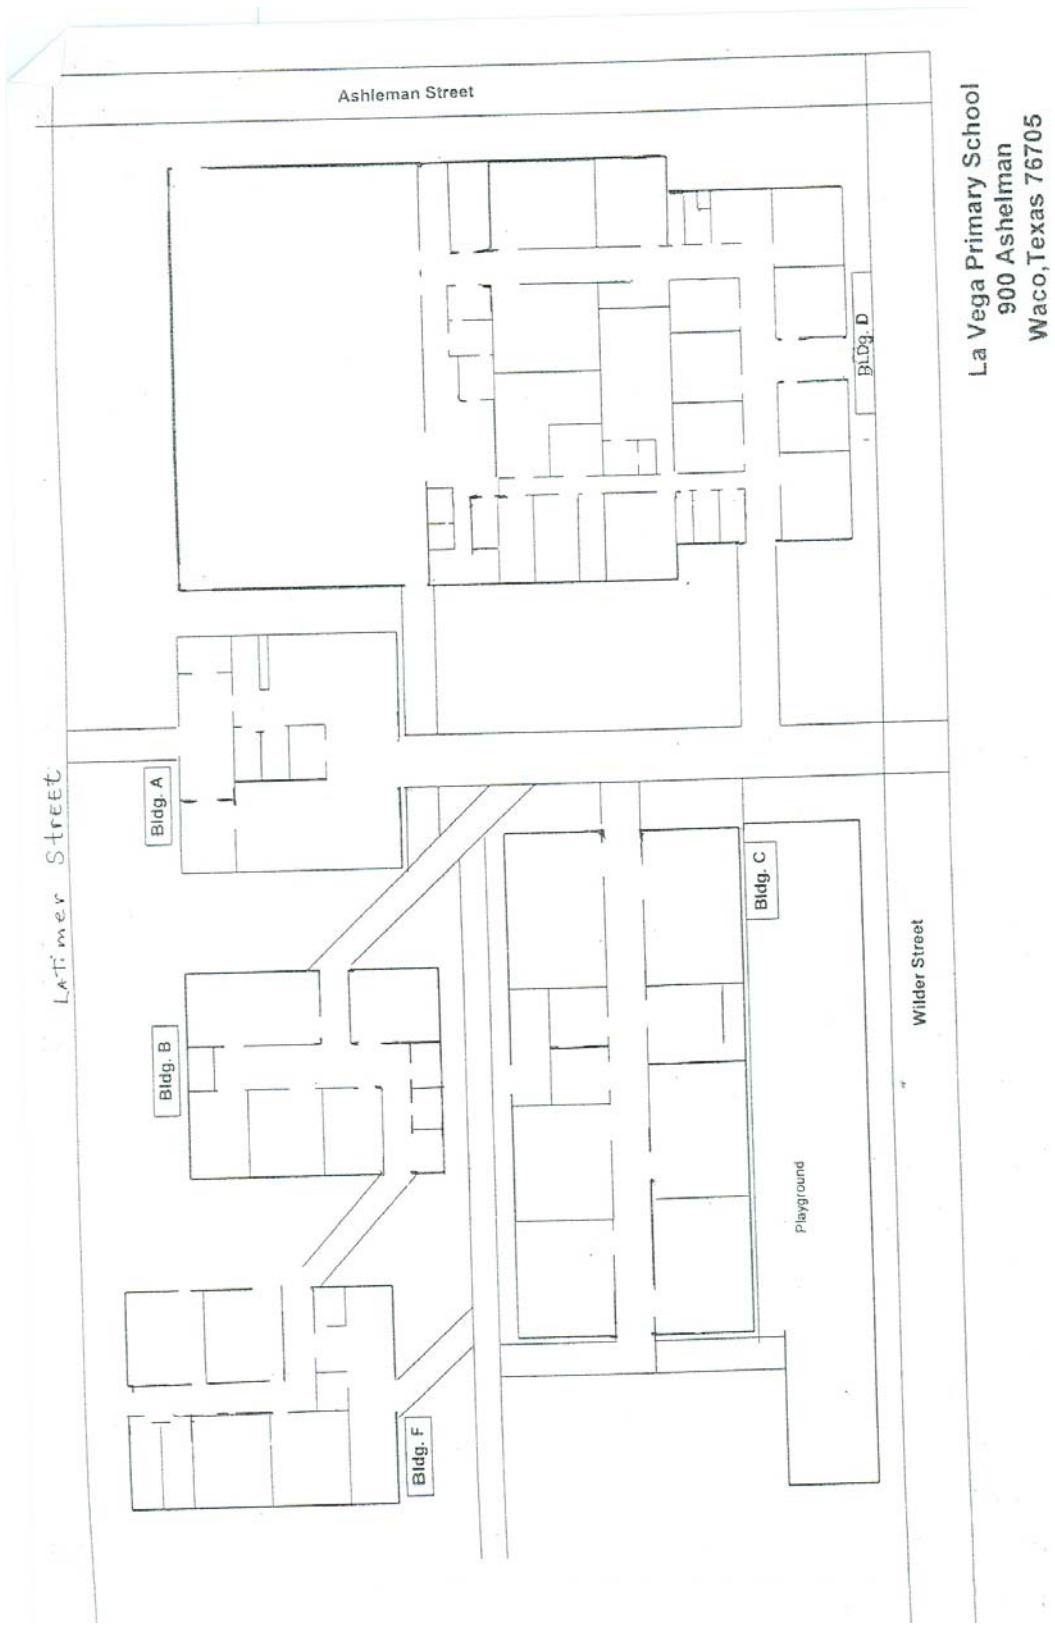 Ashleman Street
La Vega Primary School
900 Ashelman
Waco,Texas 76705
BLDg. D
LATimer Street
Bldg. A
Bldg. C
Wilder Street
Bldg. B
Playground
Bldg. F